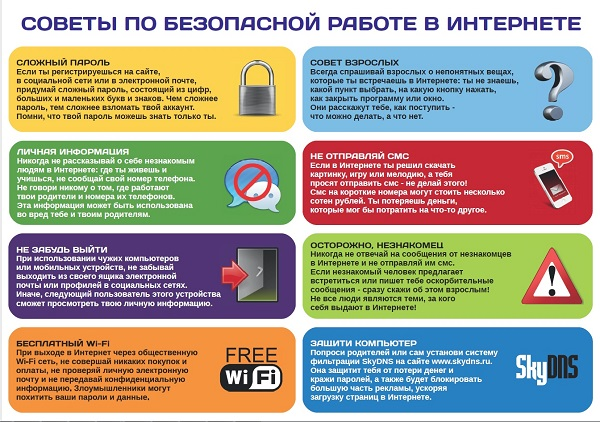 СОВЕТЫ ПО БЕЗОПАСНОЙ РАБОТЕ В ИНТЕРНЕТЕ
СЛОЖНЫЙ ПАРОЛЬ
Если ты регистрируешься на сайте,
в социальной сети или в электронной почте,
придумай сложный пароль, состоящий из цифр,
больших и маленьких букв и знаков. Чем сложнее
пароль, тем сложнее взломать твой аккаунт.
Помни, что твой пароль можешь знать только ты.
СОВЕТ ВЗРОСЛЫХ
Всегда спрашивай взрослых о непонятных вещах,
которые ты встречаешь в Интернете: ты не знаешь,
какой пункт выбрать, на какую кнопку нажать,
как закрыть программу или окно.
Они расскажут тебе, как поступить -
что можно делать, а что нет.
ЛИЧНАЯ ИНФОРМАЦИЯ
Никогда не рассказывай о себе незнакомым
людям в Интернете: где ты живешь и
учишься, не сообщай свой номер телефона.
Не говори никому о том, где работают
твои родители и номера их телефонов.
Эта информация может быть использована
во вред тебе и твоим родителям.
НЕ ОТПРАВЛЯЙ СМС
Если в Интернете ты решил скачать
картинку, игру или мелодию, а тебя
просят отправить смс - не делай этого!
Смс на короткие номера могут стоить несколько
сотен рублей. Ты потеряешь деньги,
которые мог бы потратить на что-то другое.
sms
НЕ ЗАБУДЬ ВЫЙТИ
При использовании чужих компьютеров
или мобильных устройств, не забывай
выходить из своего ящика электронной
почты или профилей в социальных сетях.
Иначе, следующий пользователь этого устройства
сможет просмотреть твою личную информацию.
ОСТОРОЖНО, НЕЗНАКОМЕЦ
Никогда не отвечай на сообщения от незнакомцев
в Интернете и не отправляй им смс.
Если незнакомый человек предлагает
встретиться или пишет тебе оскорбительные
сообщения - сразу скажи об этом взрослым!
Не все люди являются теми, за кого
себя выдают в Интернете!
БЕСПЛАТНЫЙ Wi-Fi
При выходе в Интернет через общественную
Wi-Fi сеть, не совершай никаких покупок и
оплаты, не проверяй личную электронную
почту и не передавай конфиденциальную
информацию. Злоумышленники могут
похитить ваши пароли и данные.
FREE
Wi Fi
ЗАЩИТИ КОМПЬЮТЕР
Попроси родителей или сам установи систему
фильтрации SkyDNS на сайте www.skydns.ru.
Она защитит тебя от потери денег и
кражи паролей, а также будет блокировать
большую часть рекламы, ускоряя
загрузку страниц в Интернете.
SkyDNS